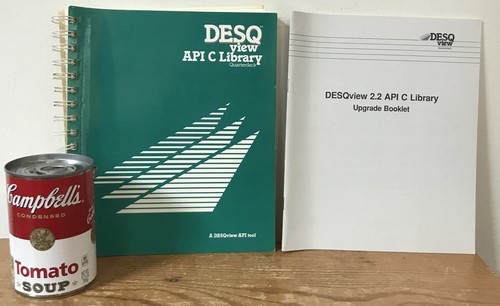 DESQ
view
API C Library
Quarterdeck
A DESQview API tool
DESQ
view
DESQview 2.2 API C Library
Upgrade Booklet
Campbell's
CONDENSED
Tomato
SOUP